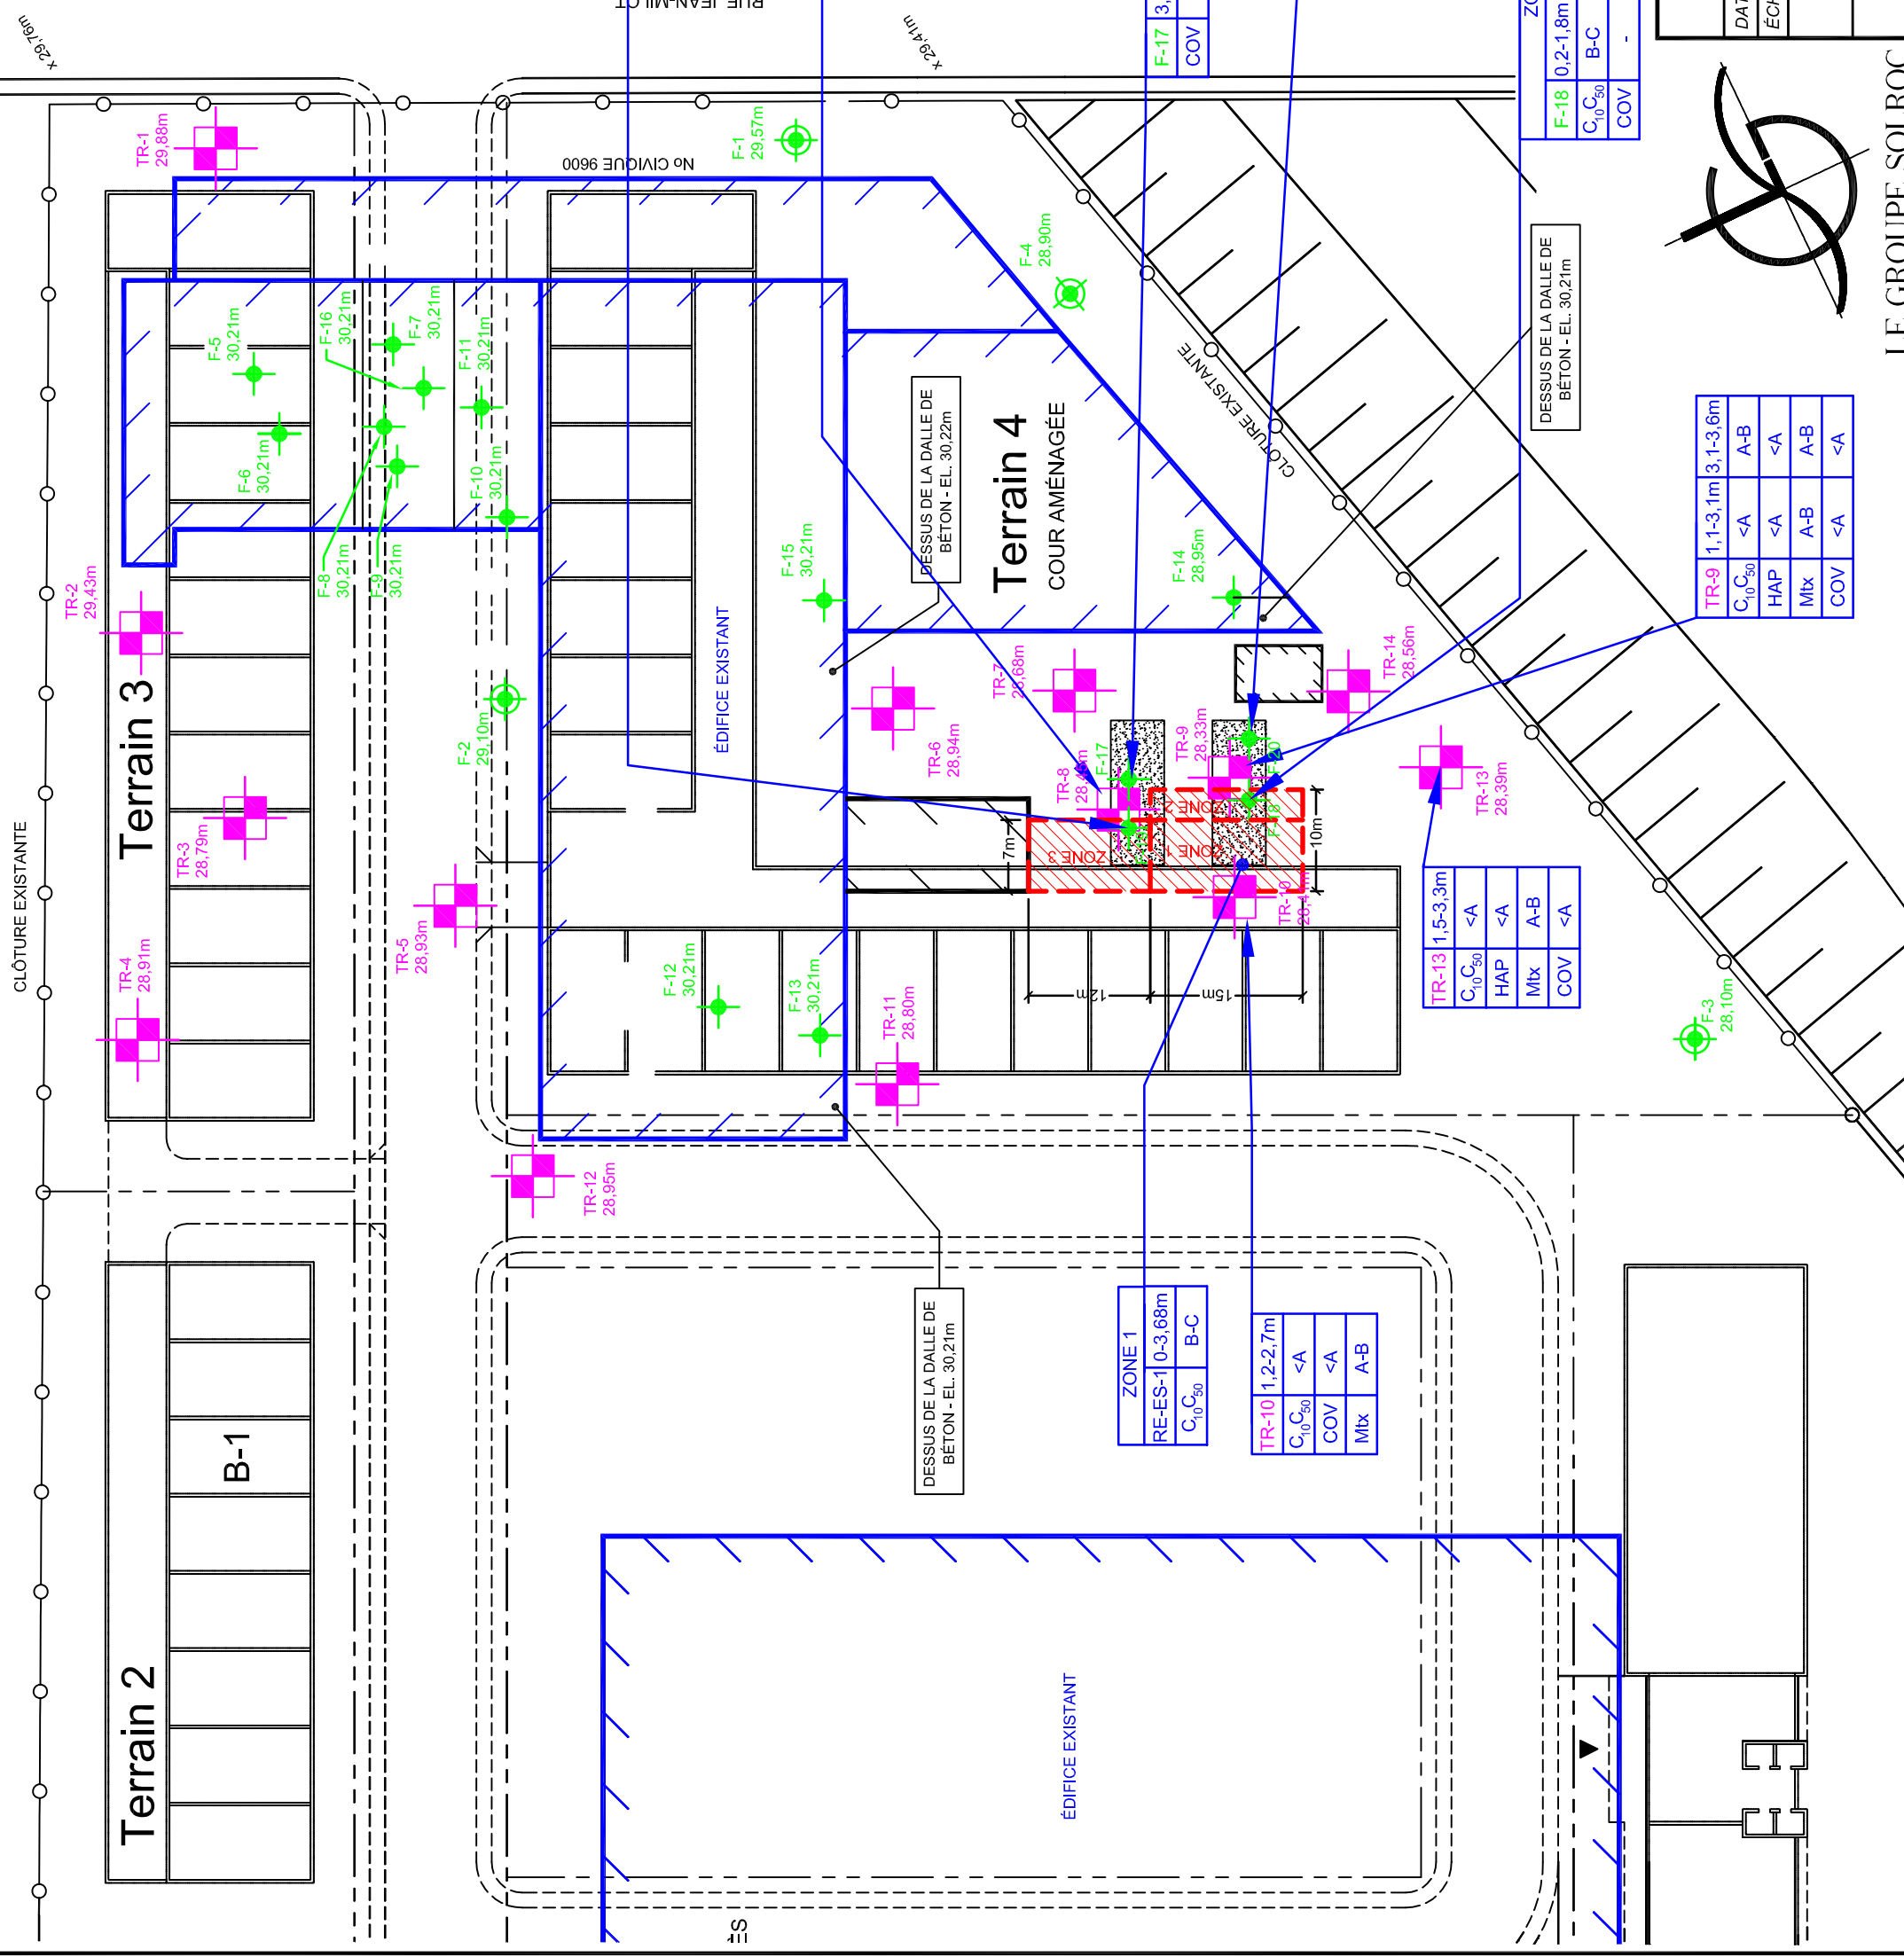 x 29,76m
RUE JEAN-MILOT
x 29,41m
F-17 3,
COV
ZO
F-18 0,2-1,8m
C10C50 B-C
COV -
DAT
ÉCH
LE GROUPE SOLROC
TR-1
29,88m
No CIVIQUE 9600
F-1
29,57m
F-4
28,90m
CLÔTURE EXISTANTE
DESSUS DE LA DALLE DE
BÉTON - EL. 30,21m
F-5
30,21m
F-16
30,21m
F-7
30,21m
F-11
30,21m
F-6
30,21m
F-10
30,21m
F-8
30,21m
F-9
30,21m
DESSUS DE LA DALLE DE
BÉTON - EL. 30,22m
Terrain 4
COUR AMÉNAGÉE
F-15
30,21m
F-14
28,95m
TR-9 1,1-3,1m 3,1-3,6m
C10C50 <A A-B
HAP <A <A
Mtx A-B A-B
COV <A <A
TR-2
29,43m
Terrain 3
TR-3
28,79m
F-2
29,10m
ÉDIFICE EXISTANT
TR-6
28,94m
TR-7
28,68m
TR-8
F-17
TR-9
28,33m
TR-14
28,56m
TR-13
28,39m
ZONE 2
ZONE 1
ZONE 3
7m
10m
12m
15m
TR-10
CLÔTURE EXISTANTE
TR-4
28,91m
TR-5
28,93m
F-12
30,21m
F-13
30,21m
TR-11
28,80m
TR-13 1,5-3,3m
C10C50 <A
HAP <A
Mtx A-B
COV <A
F-3
28,10m
TR-12
28,95m
DESSUS DE LA DALLE DE
BÉTON - EL. 30,21m
ZONE 1
RE-ES-1 0-3,68m
C10C50 B-C
TR-10 1,2-2,7m
C10C50 <A
COV <A
Mtx A-B
B-1
Terrain 2
ÉDIFICE EXISTANT